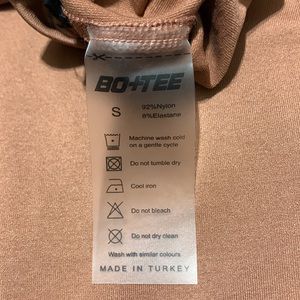 BO+TEE
S
92%Nylon
8%Elastane
Machine wash cold
on a gentle cycle
Do not tumble dry
Cool iron
Do not bleach
Do not dry clean
Wash with similar colours
MADE IN TURKEY